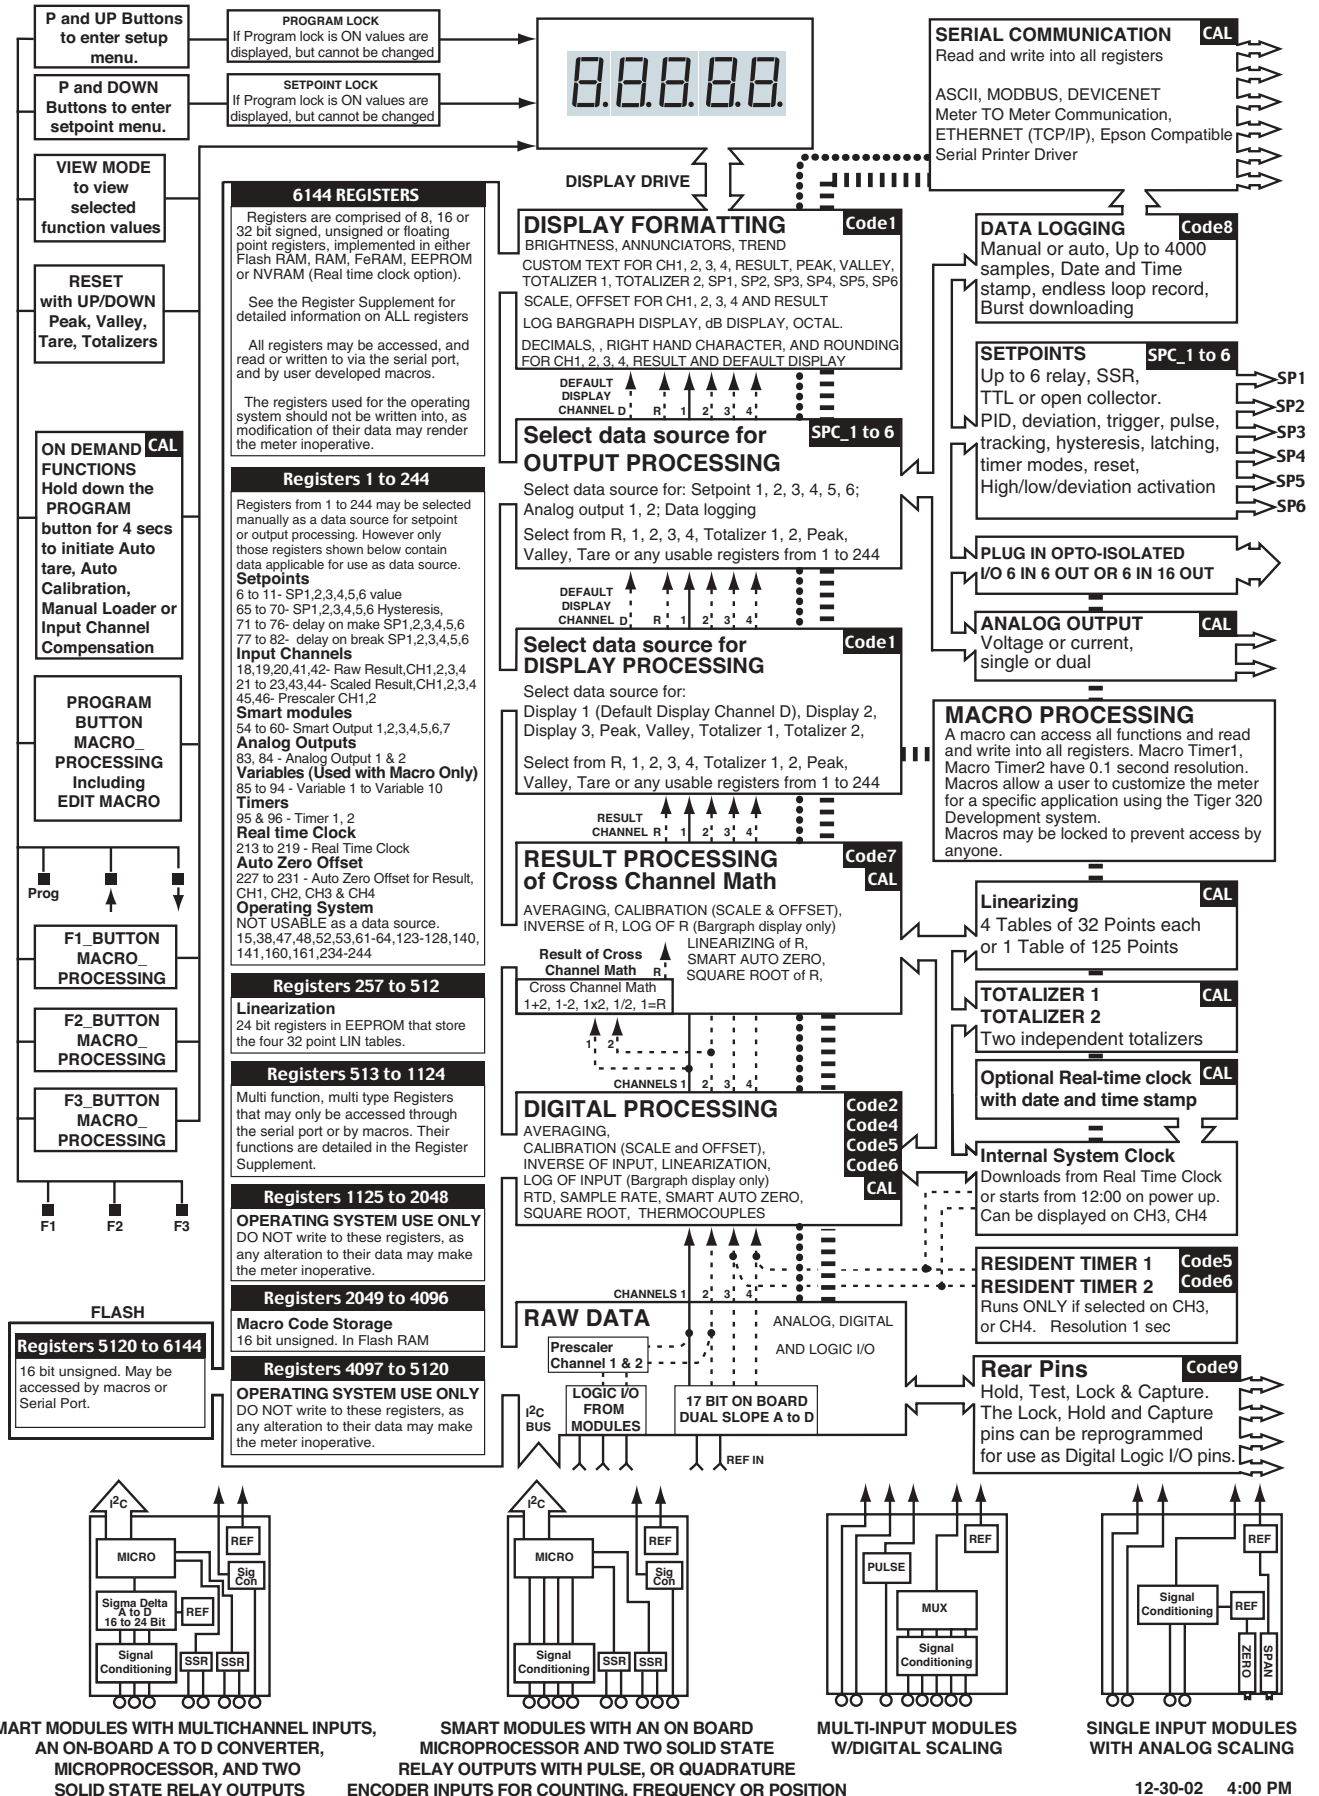 P and UP Buttons
to enter setup
menu.
PROGRAM LOCK
If Program lock is ON values are
displayed, but cannot be changed
P and DOWN
Buttons to enter
setpoint menu.
SETPOINT LOCK
If Program lock is ON values are
displayed, but cannot be changed
VIEW MODE
to view
selected
function values
RESET
with UP/DOWN
Peak, Valley,
Tare, Totalizers
ON DEMAND CAL
FUNCTIONS
Hold down the
PROGRAM
button for 4 secs
to initiate Auto
tare, Auto
Calibration,
Manual Loader or
Input Channel
Compensation
PROGRAM
BUTTON
MACRO_
PROCESSING
Including
EDIT MACRO
Prog
F1_BUTTON
MACRO_
PROCESSING
F2_BUTTON
MACRO_
PROCESSING
F3_BUTTON
MACRO_
PROCESSING
F1 F2 F3
FLASH
Registers 5120 to 6144
16 bit unsigned. May be
accessed by macros or
Serial Port.
6144 REGISTERS
Registers are comprised of 8, 16 or
32 bit signed, unsigned or floating
point registers, implemented in either
Flash RAM, RAM, FeRAM, EEPROM
or NVRAM (Real time clock option).
See the Register Supplement for
detailed information on ALL registers
All registers may be accessed, and
read or written to via the serial port,
and by user developed macros.
The registers used for the operating
system should not be written into, as
modification of their data may render
the meter inoperative.
Registers 1 to 244
Registers from 1 to 244 may be selected
manually as a data source for setpoint
or output processing. However only
those registers shown below contain
data applicable for use as data source.
Setpoints
6 to 11- SP1,2,3,4,5,6 value
65 to 70- SP1,2,3,4,5,6 Hysteresis,
71 to 76- delay on make SP1,2,3,4,5,6
77 to 82- delay on break SP1,2,3,4,5,6
Input Channels
18,19,20,41,42- Raw Result,CH1,2,3,4
21 to 23,43,44- Scaled Result,CH1,2,3,4
45,46- Prescaler CH1,2
Smart modules
54 to 60- Smart Output 1,2,3,4,5,6,7
Analog Outputs
83, 84 - Analog Output 1 & 2
Variables (Used with Macro Only)
85 to 94 - Variable 1 to Variable 10
Timers
95 & 96 - Timer 1, 2
Real time Clock
213 to 219 - Real Time Clock
Auto Zero Offset
227 to 231 - Auto Zero Offset for Result,
CH1, CH2, CH3 & CH4
Operating System
NOT USABLE as a data source.
15,38,47,48,52,53,61-64,123-128,140,
141,160,161,234-244
Registers 257 to 512
Linearization
24 bit registers in EEPROM that store
the four 32 point LIN tables.
Registers 513 to 1124
Multi function, multi type Registers
that may only be accessed through
the serial port or by macros. Their
functions are detailed in the Register
Supplement.
Registers 1125 to 2048
OPERATING SYSTEM USE ONLY
DO NOT write to these registers, as
any alteration to their data may make
the meter inoperative.
Registers 2049 to 4096
Macro Code Storage
16 bit unsigned. In Flash RAM
Registers 4097 to 5120
OPERATING SYSTEM USE ONLY
DO NOT write to these registers, as
any alteration to their data may make
the meter inoperative.
8.8.8.8.8.
DISPLAY DRIVE
DISPLAY FORMATTING Code1
BRIGHTNESS, ANNUNCIATORS, TREND
CUSTOM TEXT FOR CH1, 2, 3, 4, RESULT, PEAK, VALLEY,
TOTALIZER 1, TOTALIZER 2, SP1, SP2, SP3, SP4, SP5, SP6
SCALE, OFFSET FOR CH1, 2, 3, 4 AND RESULT
LOG BARGRAPH DISPLAY, dB DISPLAY, OCTAL.
DECIMALS, , RIGHT HAND CHARACTER, AND ROUNDING
FOR CH1, 2, 3, 4, RESULT AND DEFAULT DISPLAY
DEFAULT
DISPLAY
CHANNEL D R 1 2 3 4
Select data source for SPC_1 to 6
OUTPUT PROCESSING
Select data source for: Setpoint 1, 2, 3, 4, 5, 6;
Analog output 1, 2; Data logging
Select from R, 1, 2, 3, 4, Totalizer 1, 2, Peak,
Valley, Tare or any usable registers from 1 to 244
DEFAULT
DISPLAY
CHANNEL D R 1 2 3 4
Select data source for Code1
DISPLAY PROCESSING
Select data source for:
Display 1 (Default Display Channel D), Display 2,
Display 3, Peak, Valley, Totalizer 1, Totalizer 2,
Select from R, 1, 2, 3, 4, Totalizer 1, 2, Peak,
Valley, Tare or any usable registers from 1 to 244
RESULT
CHANNEL R 1 2 3 4
RESULT PROCESSING Code7
of Cross Channel Math CAL
AVERAGING, CALIBRATION (SCALE & OFFSET),
INVERSE of R, LOG OF R (Bargraph display only)
LINEARIZING of R,
SMART AUTO ZERO,
SQUARE ROOT of R,
Result of Cross
Channel Math R
Cross Channel Math
1+2, 1-2, 1x2, 1/2, 1=R
1 2
CHANNELS 1 2 3 4
DIGITAL PROCESSING Code2
Code4
Code5
Code6
CAL
AVERAGING,
CALIBRATION (SCALE and OFFSET),
INVERSE OF INPUT, LINEARIZATION,
LOG OF INPUT (Bargraph display only)
RTD, SAMPLE RATE, SMART AUTO ZERO,
SQUARE ROOT, THERMOCOUPLES
CHANNELS 1 2 3 4
RAW DATA
ANALOG, DIGITAL
AND LOGIC I/O
Prescaler
Channel 1 & 2
LOGIC I/O
FROM
MODULES
17 BIT ON BOARD
DUAL SLOPE A to D
I2C
BUS
REF IN
SERIAL COMMUNICATION CAL
Read and write into all registers
ASCII, MODBUS, DEVICENET
Meter TO Meter Communication,
ETHERNET (TCP/IP), Epson Compatible
Serial Printer Driver
DATA LOGGING Code8
Manual or auto, Up to 4000
samples, Date and Time
stamp, endless loop record,
Burst downloading
SETPOINTS SPC_1 to 6
Up to 6 relay, SSR,
TTL or open collector.
PID, deviation, trigger, pulse,
tracking, hysteresis, latching,
timer modes, reset,
High/low/deviation activation
SP1
SP2
SP3
SP4
SP5
SP6
PLUG IN OPTO-ISOLATED
I/O 6 IN 6 OUT OR 6 IN 16 OUT
ANALOG OUTPUT CAL
Voltage or current,
single or dual
MACRO PROCESSING
A macro can access all functions and read
and write into all registers. Macro Timer1,
Macro Timer2 have 0.1 second resolution.
Macros allow a user to customize the meter
for a specific application using the Tiger 320
Development system.
Macros may be locked to prevent access by
anyone.
Linearizing CAL
4 Tables of 32 Points each
or 1 Table of 125 Points
TOTALIZER 1 CAL
TOTALIZER 2
Two independent totalizers
Optional Real-time clock CAL
with date and time stamp
Internal System Clock
Downloads from Real Time Clock
or starts from 12:00 on power up.
Can be displayed on CH3, CH4
RESIDENT TIMER 1 Code5
RESIDENT TIMER 2 Code6
Runs ONLY if selected on CH3,
or CH4. Resolution 1 sec
Rear Pins Code9
Hold, Test, Lock & Capture.
The Lock, Hold and Capture
pins can be reprogrammed
for use as Digital Logic I/O pins.
I2C
REF
MICRO
Sig
Con
Sigma Delta
A to D
16 to 24 Bit
REF
Signal
Conditioning
SSR SSR
MART MODULES WITH MULTICHANNEL INPUTS,
AN ON-BOARD A TO D CONVERTER,
MICROPROCESSOR, AND TWO
SOLID STATE RELAY OUTPUTS
I2C
REF
MICRO
Sig
Con
Signal
Conditioning
SSR SSR
SMART MODULES WITH AN ON BOARD
MICROPROCESSOR AND TWO SOLID STATE
RELAY OUTPUTS WITH PULSE, OR QUADRATURE
ENCODER INPUTS FOR COUNTING, FREQUENCY OR POSITION
REF
PULSE
MUX
Signal
Conditioning
MULTI-INPUT MODULES
W/DIGITAL SCALING
REF
Signal
Conditioning
REF
ZERO
SPAN
SINGLE INPUT MODULES
WITH ANALOG SCALING
12-30-02 4:00 PM